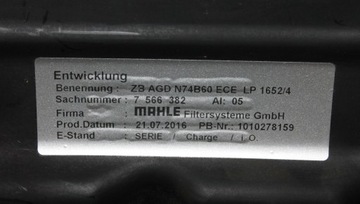 Entwicklung
Benennung : ZB AGD N74B60 ECE LP 1652/4
Sachnummer : 7 566 382 AI: 05
Firma : MAHLE Filtersysteme GmbH
Prod.Datum : 21.07.2016 PB-Nr.: 1010278159
E-Stand : SERIE / Charge / i.O.